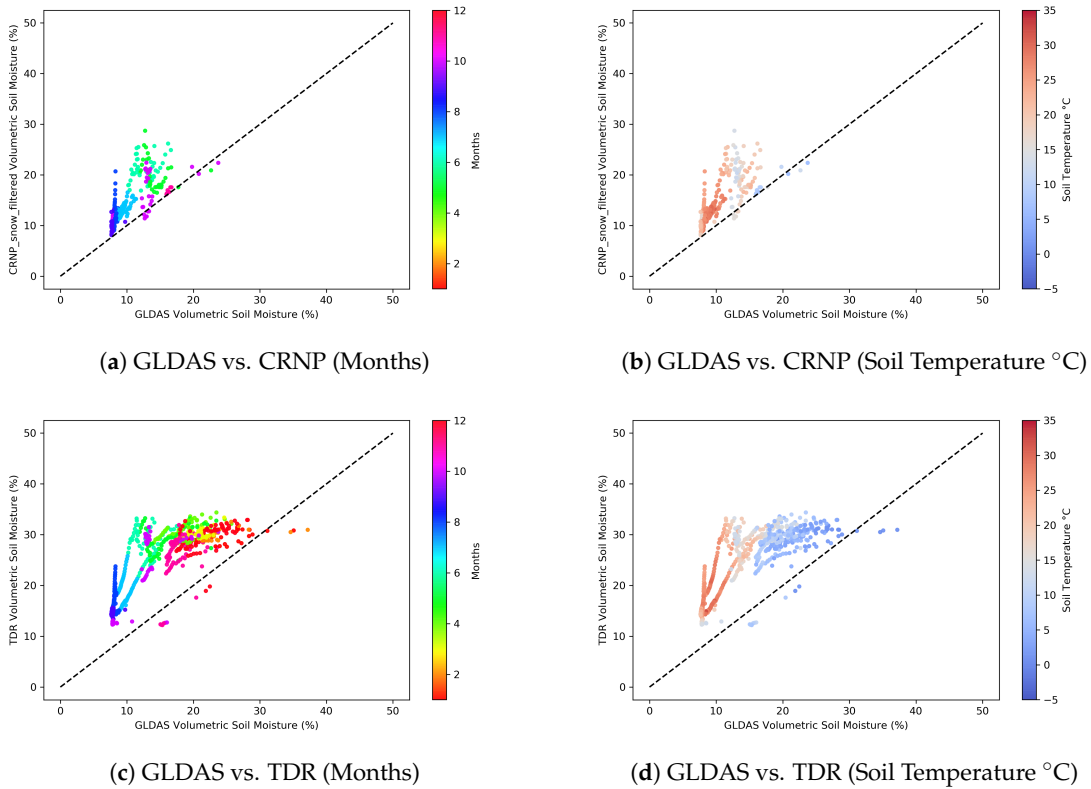 50
40
30
20
10
0
CRNP_snow_filtered Volumetric Soil Moisture (%)
0 10 20 30 40 50
GLDAS Volumetric Soil Moisture (%)
12
10
8
6
4
2
Months
(a) GLDAS vs. CRNP (Months)
50
40
30
20
10
0
CRNP_snow_filtered Volumetric Soil Moisture (%)
0 10 20 30 40 50
GLDAS Volumetric Soil Moisture (%)
35
30
25
20
15
10
5
0
−5
Soil Temperature °C
(b) GLDAS vs. CRNP (Soil Temperature °C)
50
40
30
20
10
0
TDR Volumetric Soil Moisture (%)
0 10 20 30 40 50
GLDAS Volumetric Soil Moisture (%)
12
10
8
6
4
2
Months
(c) GLDAS vs. TDR (Months)
50
40
30
20
10
0
TDR Volumetric Soil Moisture (%)
0 10 20 30 40 50
GLDAS Volumetric Soil Moisture (%)
35
30
25
20
15
10
5
0
−5
Soil Temperature °C
(d) GLDAS vs. TDR (Soil Temperature °C)